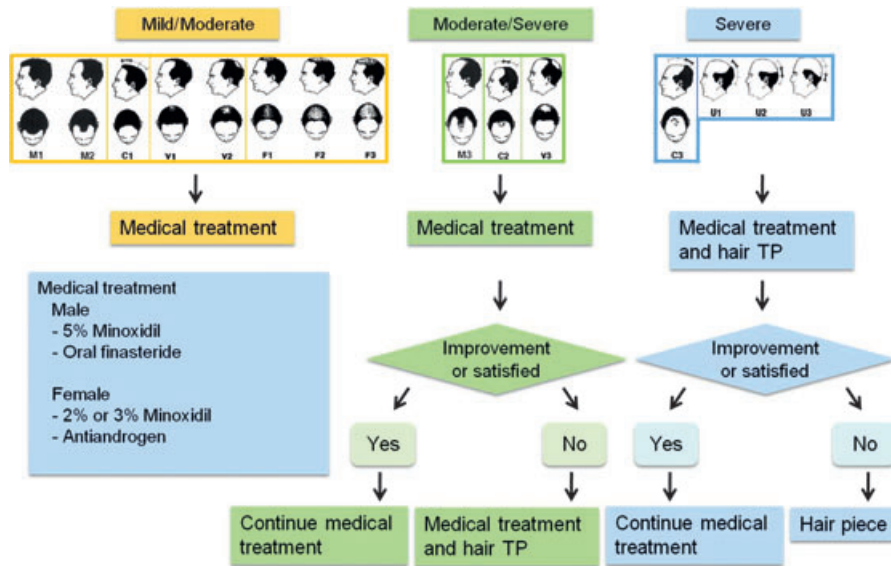 Mild/Moderate
Moderate/Severe
Severe
M1 M2 C1 V1 V2 F1 F2 F3
M3 C2 V3
C3
U1 U2 U3
Medical treatment
Medical treatment
Medical treatment
and hair TP
Medical treatment
Male
- 5% Minoxidil
- Oral finasteride
Female
- 2% or 3% Minoxidil
- Antiandrogen
Improvement
or satisfied
Improvement
or satisfied
Yes
No
Yes
No
Continue medical
treatment
Medical treatment
and hair TP
Continue medical
treatment
Hair piece